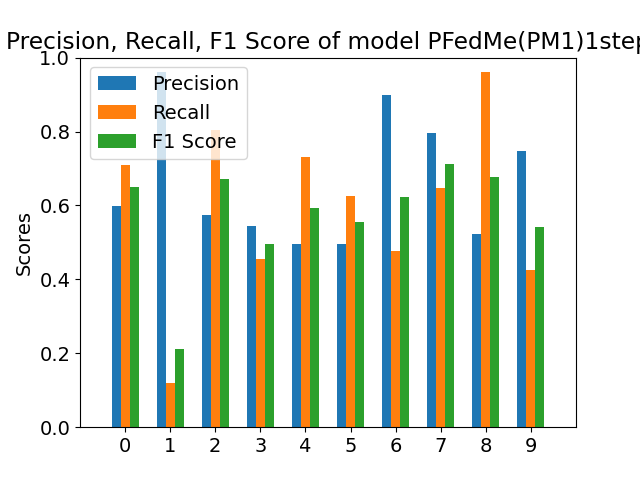 Precision, Recall, F1 Score of model PFedMe(PM1)1step
1.0
0.8
0.6
0.4
0.2
0.0
Scores
Precision
Recall
F1 Score
0 1 2 3 4 5 6 7 8 9